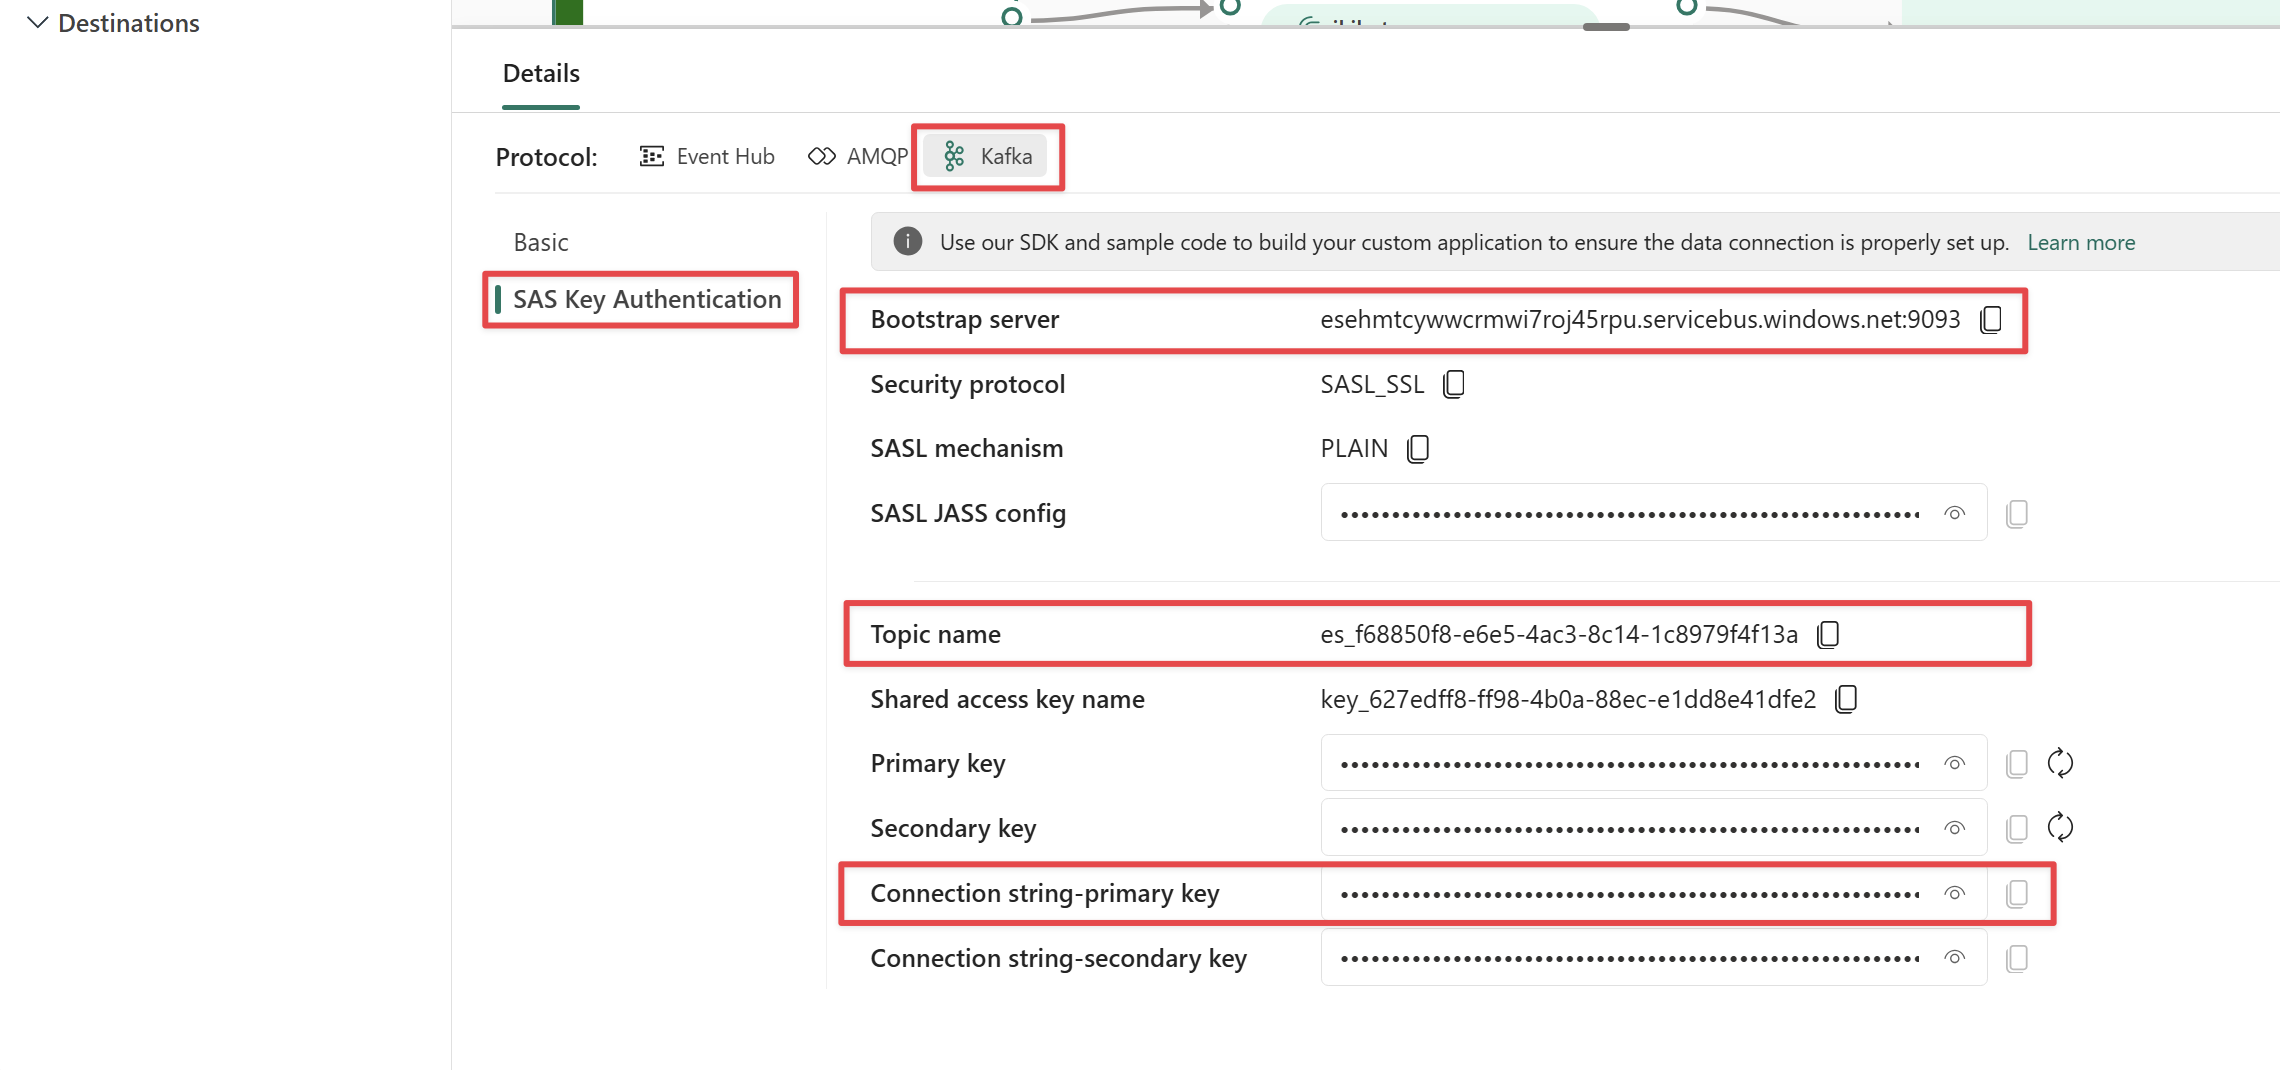 Destinations
Details
Protocol: Event Hub AMQP Kafka
Basic
SAS Key Authentication
Use our SDK and sample code to build your custom application to ensure the data connection is properly set up. Learn more
Bootstrap server esehmtcywwcrmwi7roj45rpu.servicebus.windows.net:9093
Security protocol SASL_SSL
SASL mechanism PLAIN
SASL JASS config
Topic name es_f68850f8-e6e5-4ac3-8c14-1c8979f4f13a
Shared access key name key_627edff8-ff98-4b0a-88ec-e1dd8e41dfe2
Primary key
Secondary key
Connection string-primary key
Connection string-secondary key